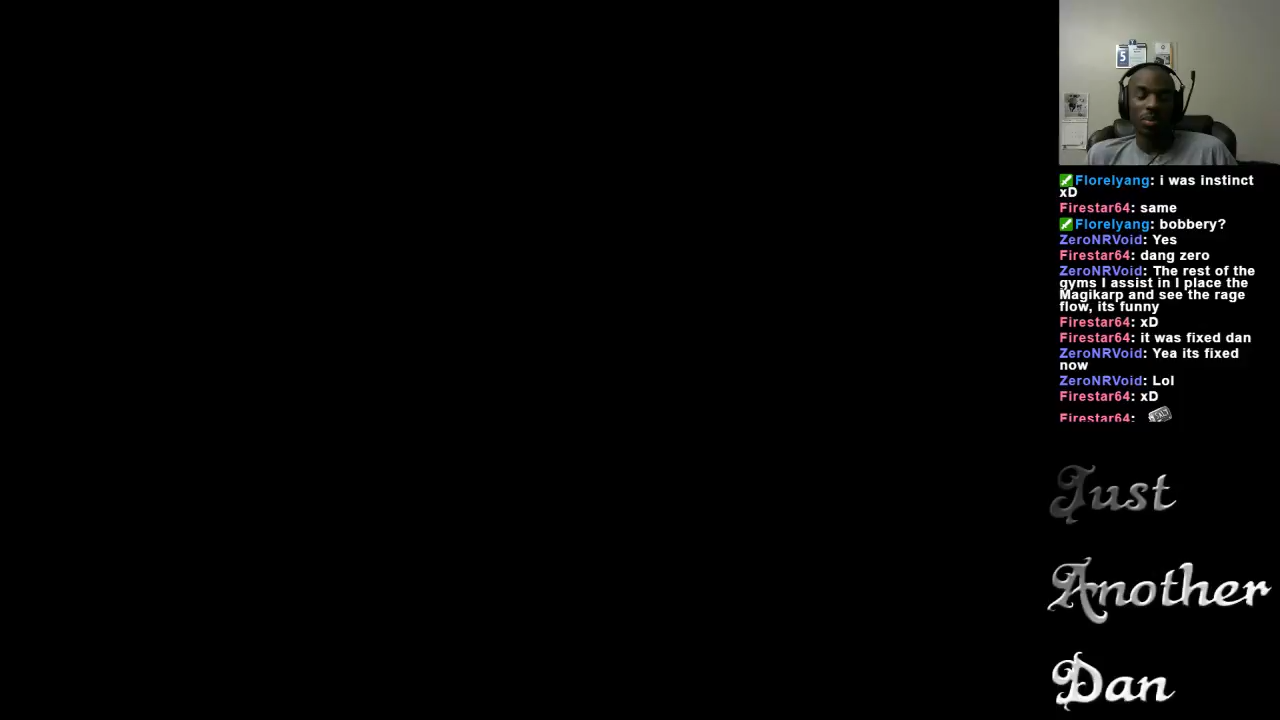 5
Florelyang: i was instinct
xD
Firestar64: same
Florelyang: bobbery?
ZeroNRVoid: Yes
Firestar64: dang zero
ZeroNRVoid: The rest of the
gyms I assist in I place the
Magikarp and see the rage
flow, its funny
Firestar64: xD
Firestar64: it was fixed dan
ZeroNRVoid: Yea its fixed
now
ZeroNRVoid: Lol
Firestar64: xD
Firestar64:
Just
Another
Dan